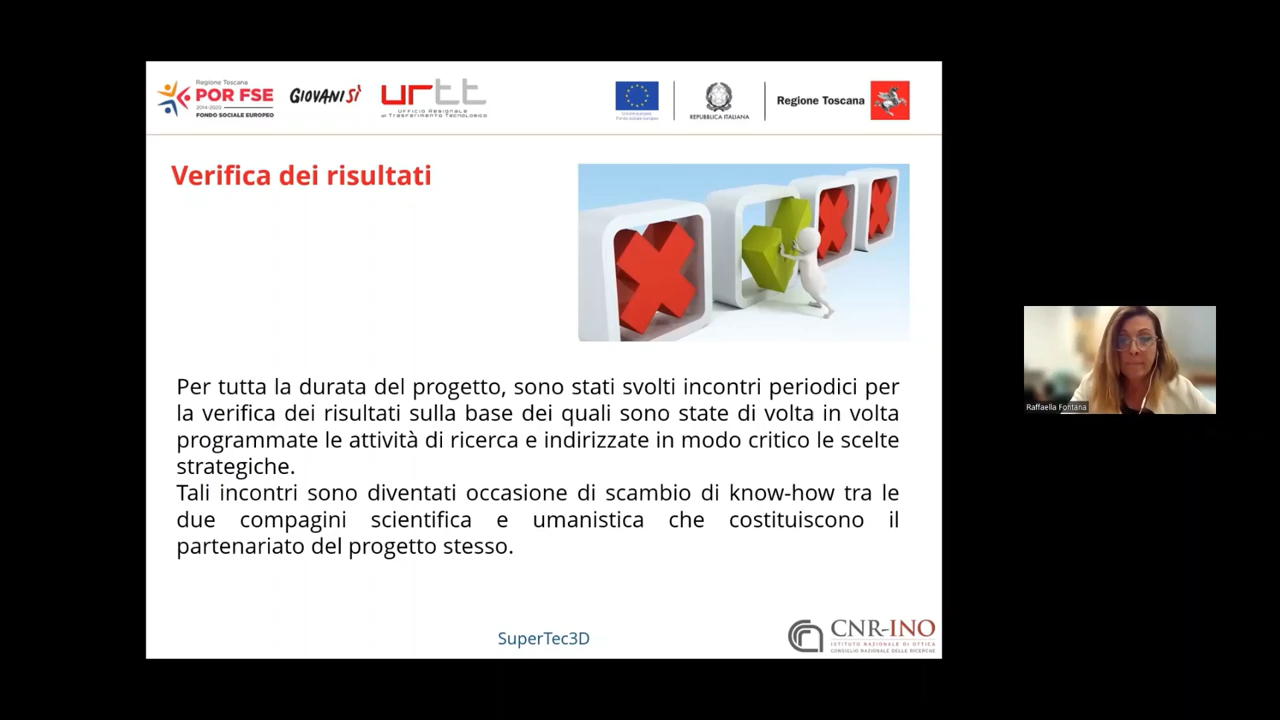 Regione Toscana
POR FSE
2014-2020
FONDO SOCIALE EUROPEO
GIOVANISÌ
urtt
Ufficio Regionale
di Trasferimento Tecnologico
Unione europea
Fondo sociale europeo
REPUBBLICA ITALIANA
Regione Toscana
Verifica dei risultati
Per tutta la durata del progetto, sono stati svolti incontri periodici per
la verifica dei risultati sulla base dei quali sono state di volta in volta
programmate le attività di ricerca e indirizzate in modo critico le scelte
strategiche.
Tali incontri sono diventati occasione di scambio di know-how tra le
due compagini scientifica e umanistica che costituiscono il
partenariato del progetto stesso.
Raffaella Fontana
SuperTec3D
CNR-INO
ISTITUTO NAZIONALE DI OTTICA
CONSIGLIO NAZIONALE DELLE RICERCHE